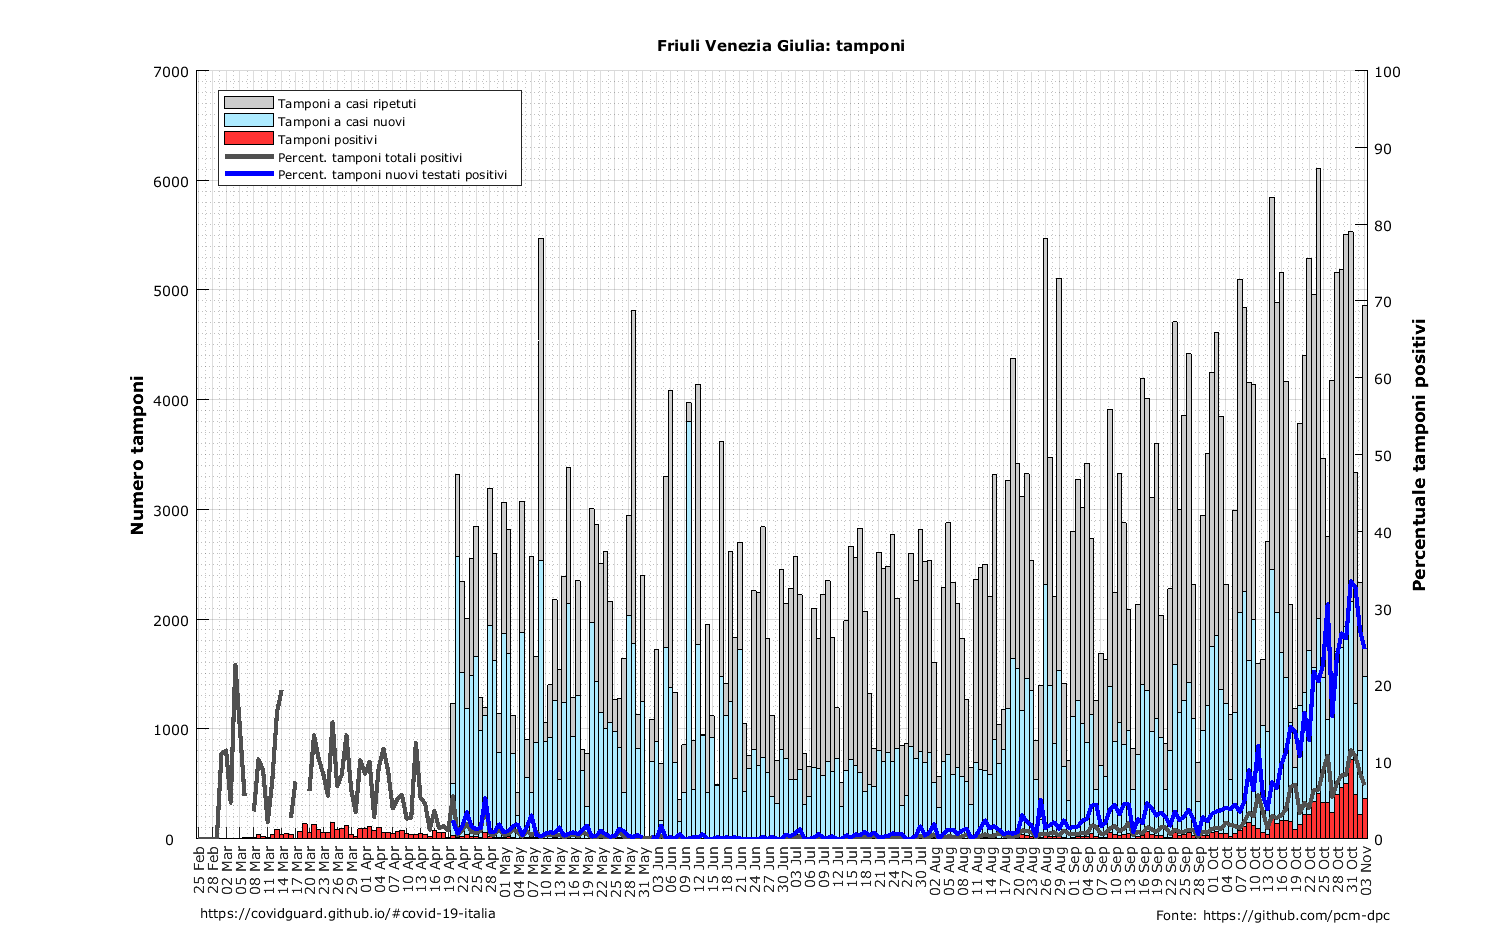 Friuli Venezia Giulia: tamponi
Tamponi a casi ripetuti
Tamponi a casi nuovi
Tamponi positivi
Percent. tamponi totali positivi
Percent. tamponi nuovi testati positivi
Numero tamponi
7000
6000
5000
4000
3000
2000
1000
0
Percentuale tamponi positivi
100
90
80
70
60
50
40
30
20
10
0
25 Feb
28 Feb
02 Mar
05 Mar
08 Mar
11 Mar
14 Mar
17 Mar
20 Mar
23 Mar
26 Mar
29 Mar
01 Apr
04 Apr
07 Apr
10 Apr
13 Apr
16 Apr
19 Apr
22 Apr
25 Apr
28 Apr
01 May
04 May
07 May
10 May
13 May
16 May
19 May
22 May
25 May
28 May
31 May
03 Jun
06 Jun
09 Jun
12 Jun
15 Jun
18 Jun
21 Jun
24 Jun
27 Jun
30 Jun
03 Jul
06 Jul
09 Jul
12 Jul
15 Jul
18 Jul
21 Jul
24 Jul
27 Jul
30 Jul
02 Aug
05 Aug
08 Aug
11 Aug
14 Aug
17 Aug
20 Aug
23 Aug
26 Aug
29 Aug
01 Sep
04 Sep
07 Sep
10 Sep
13 Sep
16 Sep
19 Sep
22 Sep
25 Sep
28 Sep
01 Oct
04 Oct
07 Oct
10 Oct
13 Oct
16 Oct
19 Oct
22 Oct
25 Oct
28 Oct
31 Oct
03 Nov
https://covidguard.github.io/#covid-19-italia
Fonte: https://github.com/pcm-dpc